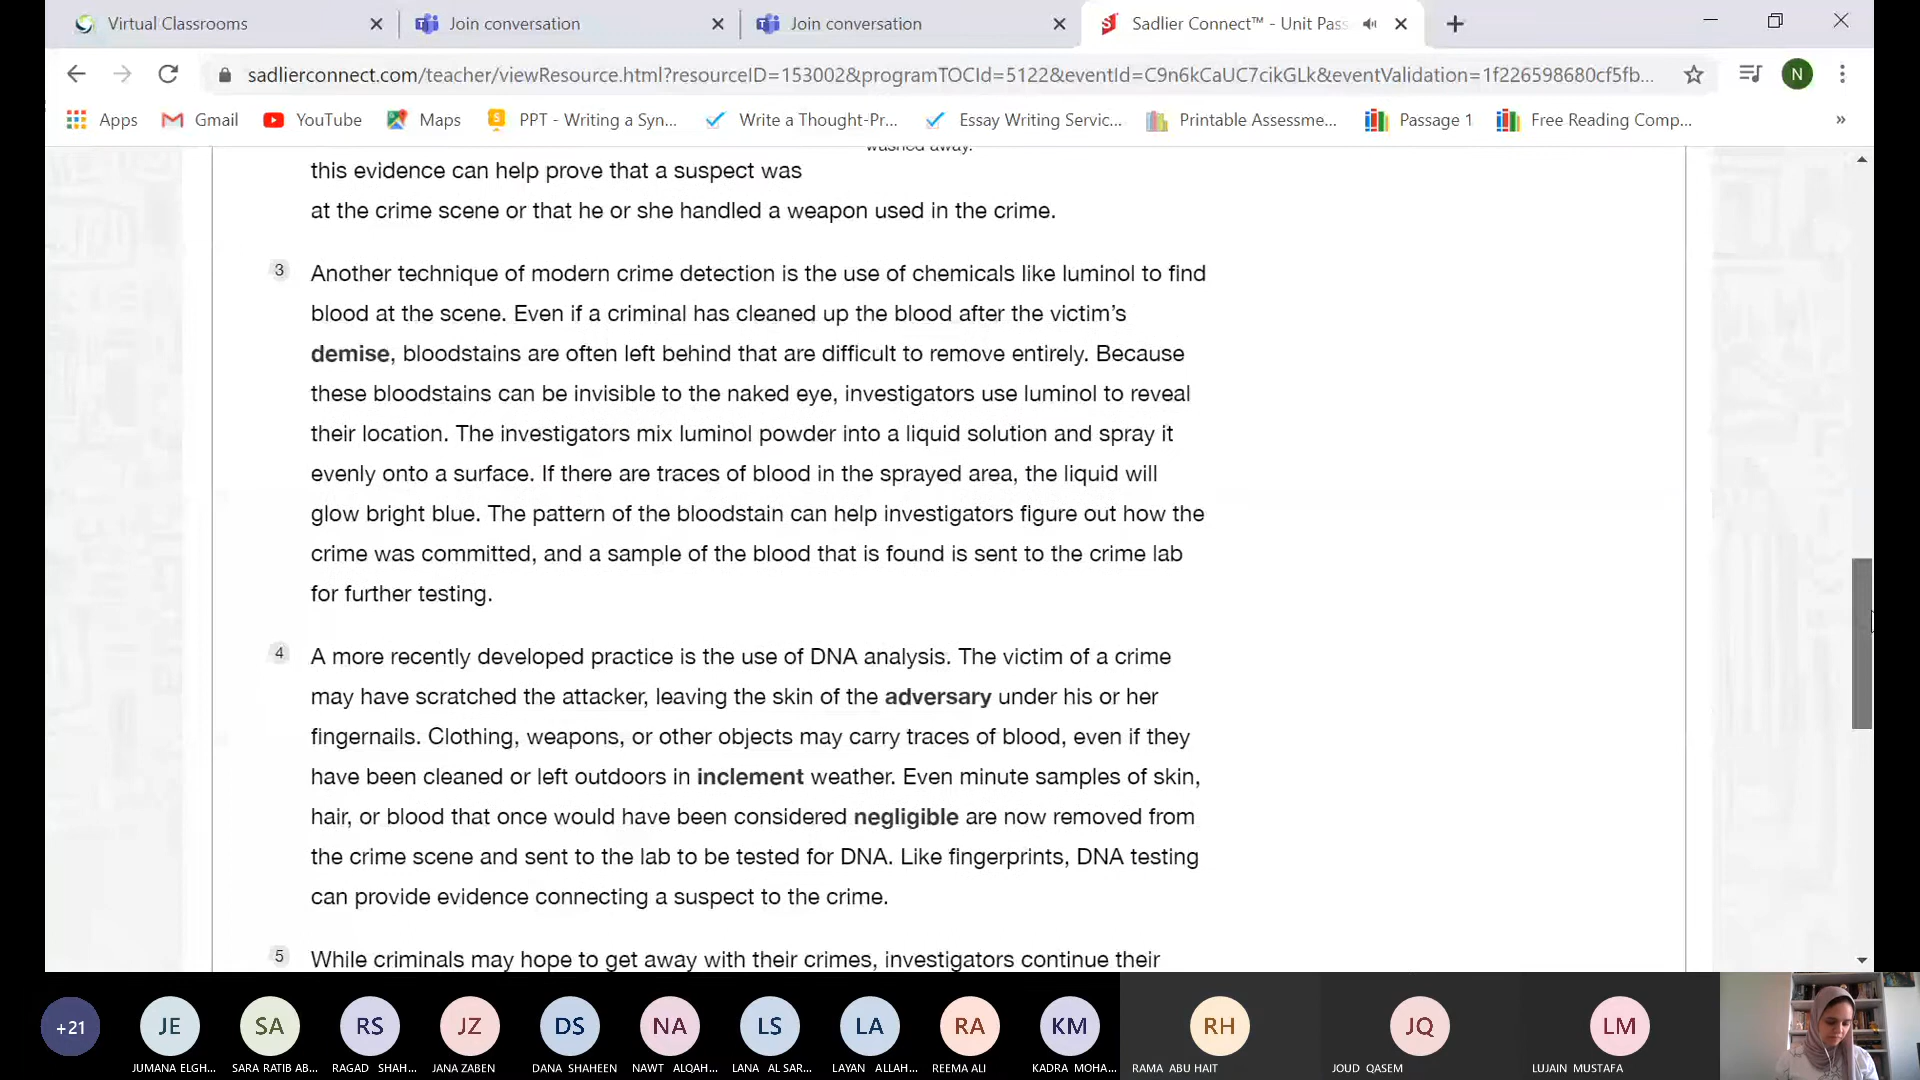 Virtual Classrooms
Join conversation
Join conversation
Sadlier Connect™ - Unit Pass
sadlierconnect.com/teacher/viewResource.html?resourceID=153002&programTOCId=5122&eventId=C9n6kCaUC7cikGLk&eventValidation=1f226598680cf5fb...
N
Apps
Gmail
YouTube
Maps
PPT - Writing a Syn...
Write a Thought-Pr...
Essay Writing Servic...
Printable Assessme...
Passage 1
Free Reading Comp...
»
washed away.
this evidence can help prove that a suspect was
at the crime scene or that he or she handled a weapon used in the crime.
3 Another technique of modern crime detection is the use of chemicals like luminol to find
blood at the scene. Even if a criminal has cleaned up the blood after the victim's
demise, bloodstains are often left behind that are difficult to remove entirely. Because
these bloodstains can be invisible to the naked eye, investigators use luminol to reveal
their location. The investigators mix luminol powder into a liquid solution and spray it
evenly onto a surface. If there are traces of blood in the sprayed area, the liquid will
glow bright blue. The pattern of the bloodstain can help investigators figure out how the
crime was committed, and a sample of the blood that is found is sent to the crime lab
for further testing.
4 A more recently developed practice is the use of DNA analysis. The victim of a crime
may have scratched the attacker, leaving the skin of the adversary under his or her
fingernails. Clothing, weapons, or other objects may carry traces of blood, even if they
have been cleaned or left outdoors in inclement weather. Even minute samples of skin,
hair, or blood that once would have been considered negligible are now removed from
the crime scene and sent to the lab to be tested for DNA. Like fingerprints, DNA testing
can provide evidence connecting a suspect to the crime.
5 While criminals may hope to get away with their crimes, investigators continue their
+21
JE
SA
RS
JZ
DS
NA
LS
LA
RA
KM
RH
JQ
LM
JUMANA ELGH...
SARA RATIB AB...
RAGAD SHAH...
JANA ZABEN
DANA SHAHEEN
NAWT ALQAH...
LANA AL SAR...
LAYAN ALLAH...
REEMA ALI
KADRA MOHA...
RAMA ABU HAIT
JOUD QASEM
LUJAIN MUSTAFA